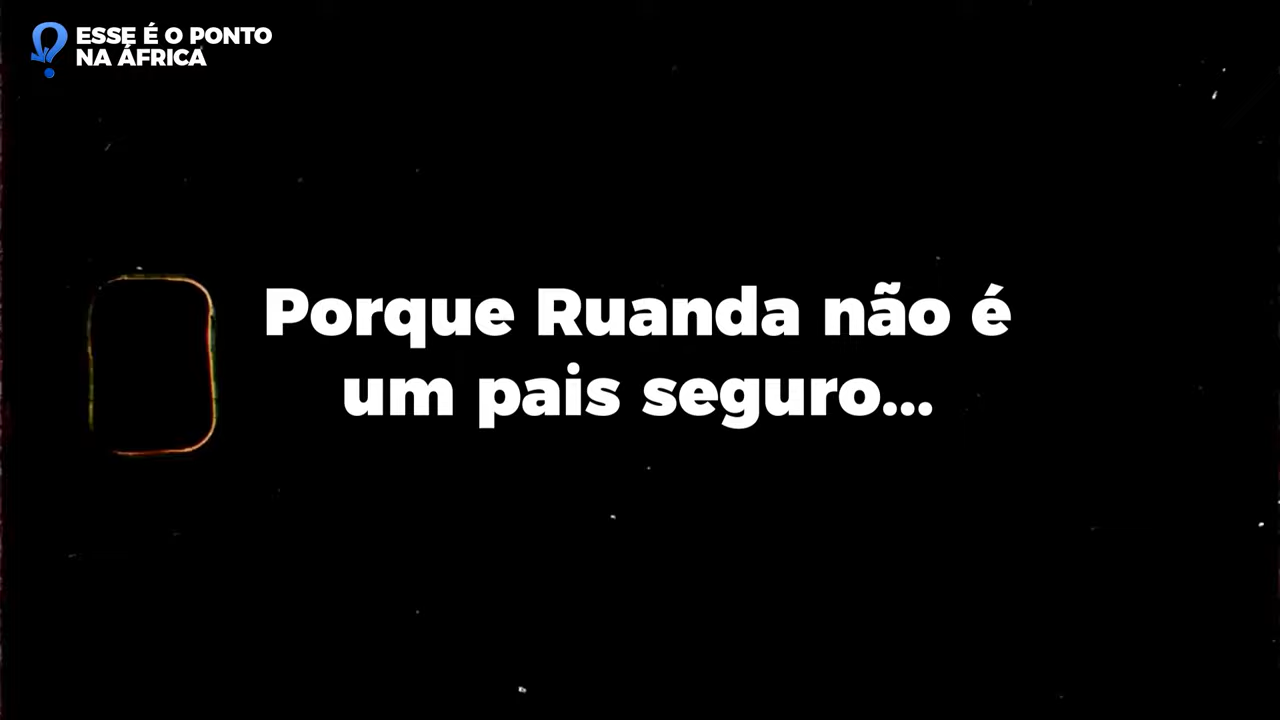 ESSE É O PONTO
NA ÁFRICA
Porque Ruanda não é
um pais seguro...